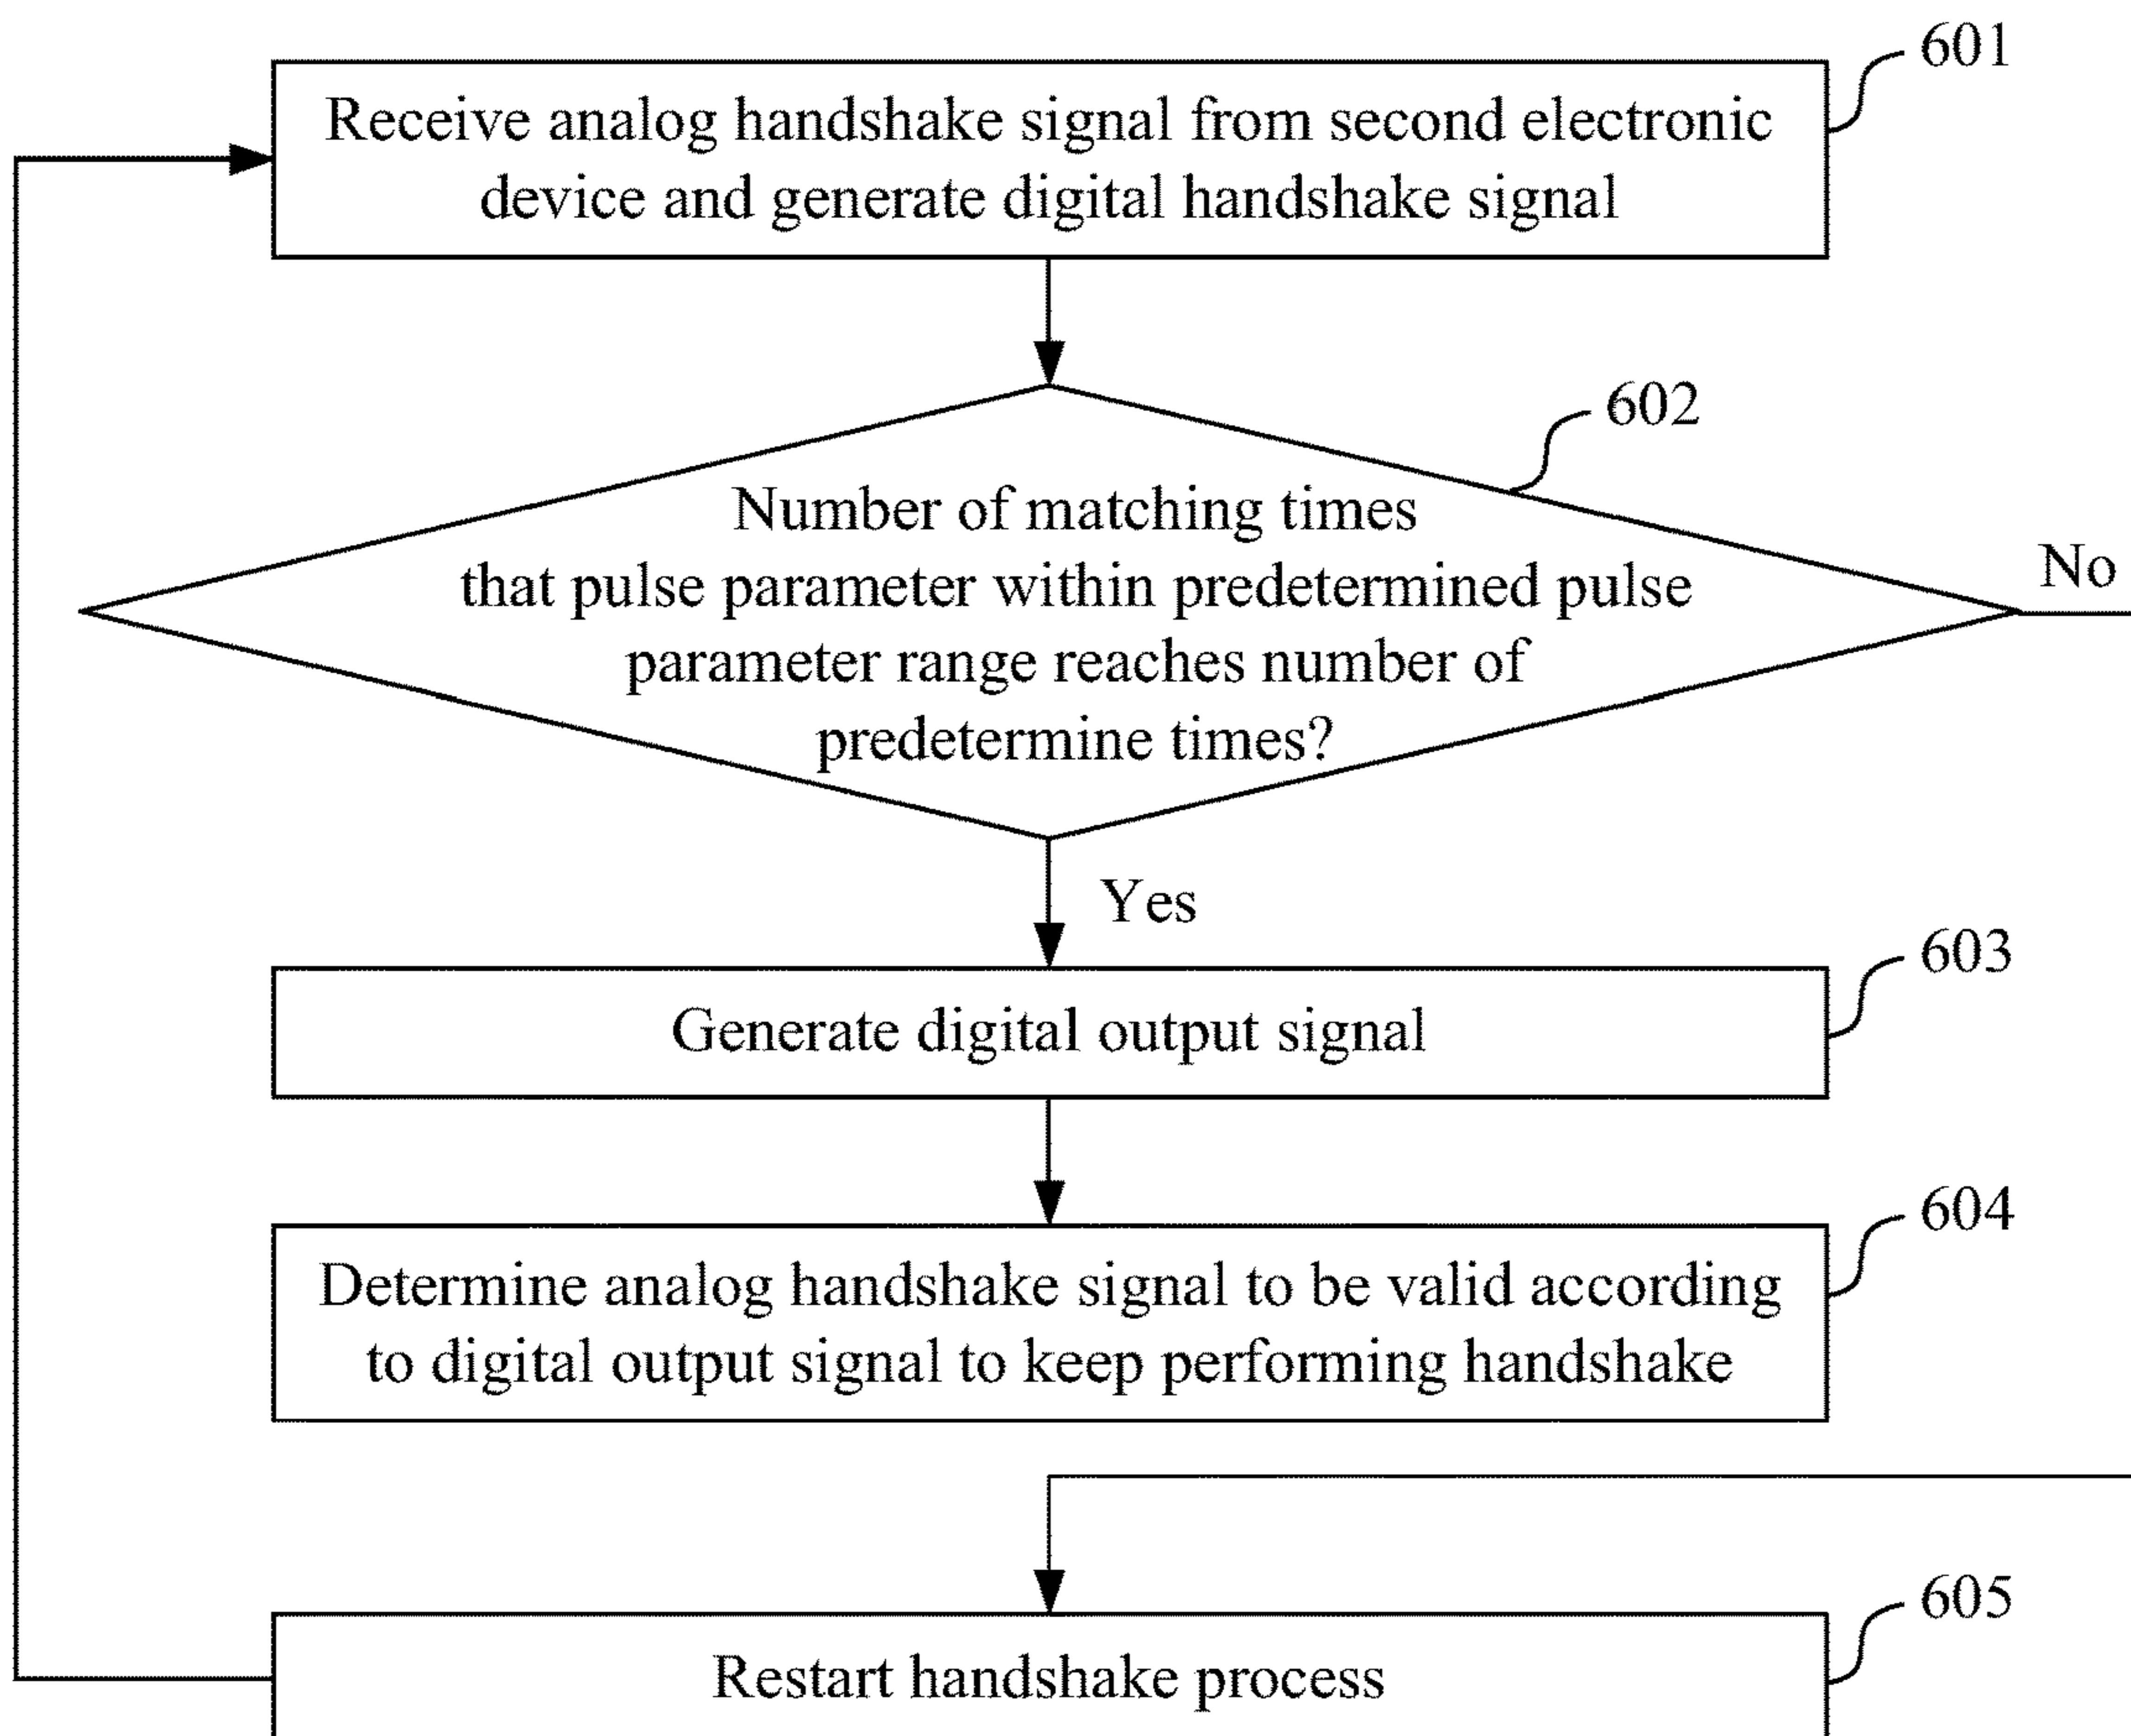 601
Receive analog handshake signal from second electronic
device and generate digital handshake signal
602
Number of matching times
that pulse parameter within predetermined pulse
parameter range reaches number of
predetermine times?
No
Yes
603
Generate digital output signal
604
Determine analog handshake signal to be valid according
to digital output signal to keep performing handshake
605
Restart handshake process